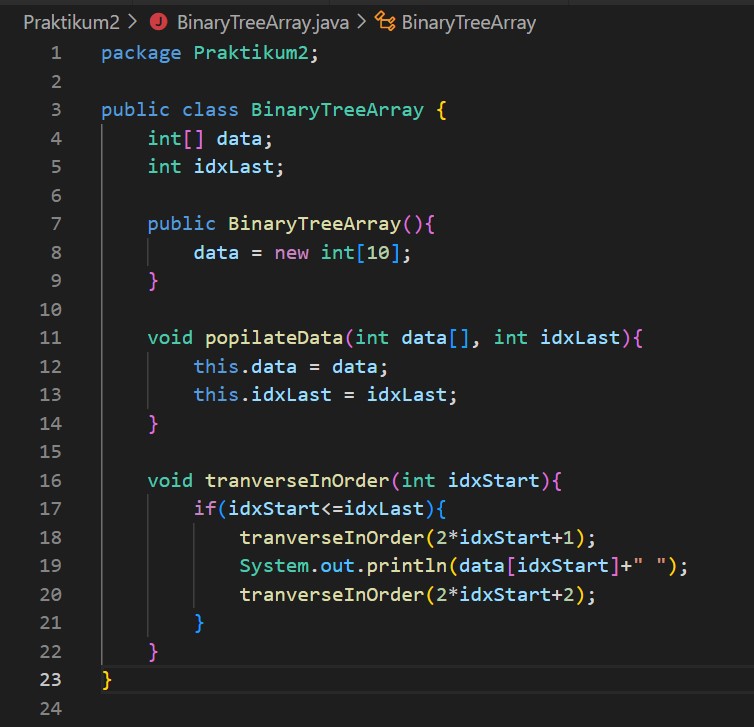 Praktikum2 > J BinaryTreeArray.java > BinaryTreeArray
1 package Praktikum2;
2
3 public class BinaryTreeArray {
4     int[] data;
5     int idxLast;
6
7     public BinaryTreeArray(){
8         data = new int[10];
9     }
10
11     void popilateData(int data[], int idxLast){
12         this.data = data;
13         this.idxLast = idxLast;
14     }
15
16     void tranverseInOrder(int idxStart){
17         if(idxStart<=idxLast){
18             tranverseInOrder(2*idxStart+1);
19             System.out.println(data[idxStart]+" ");
20             tranverseInOrder(2*idxStart+2);
21         }
22     }
23 }
24